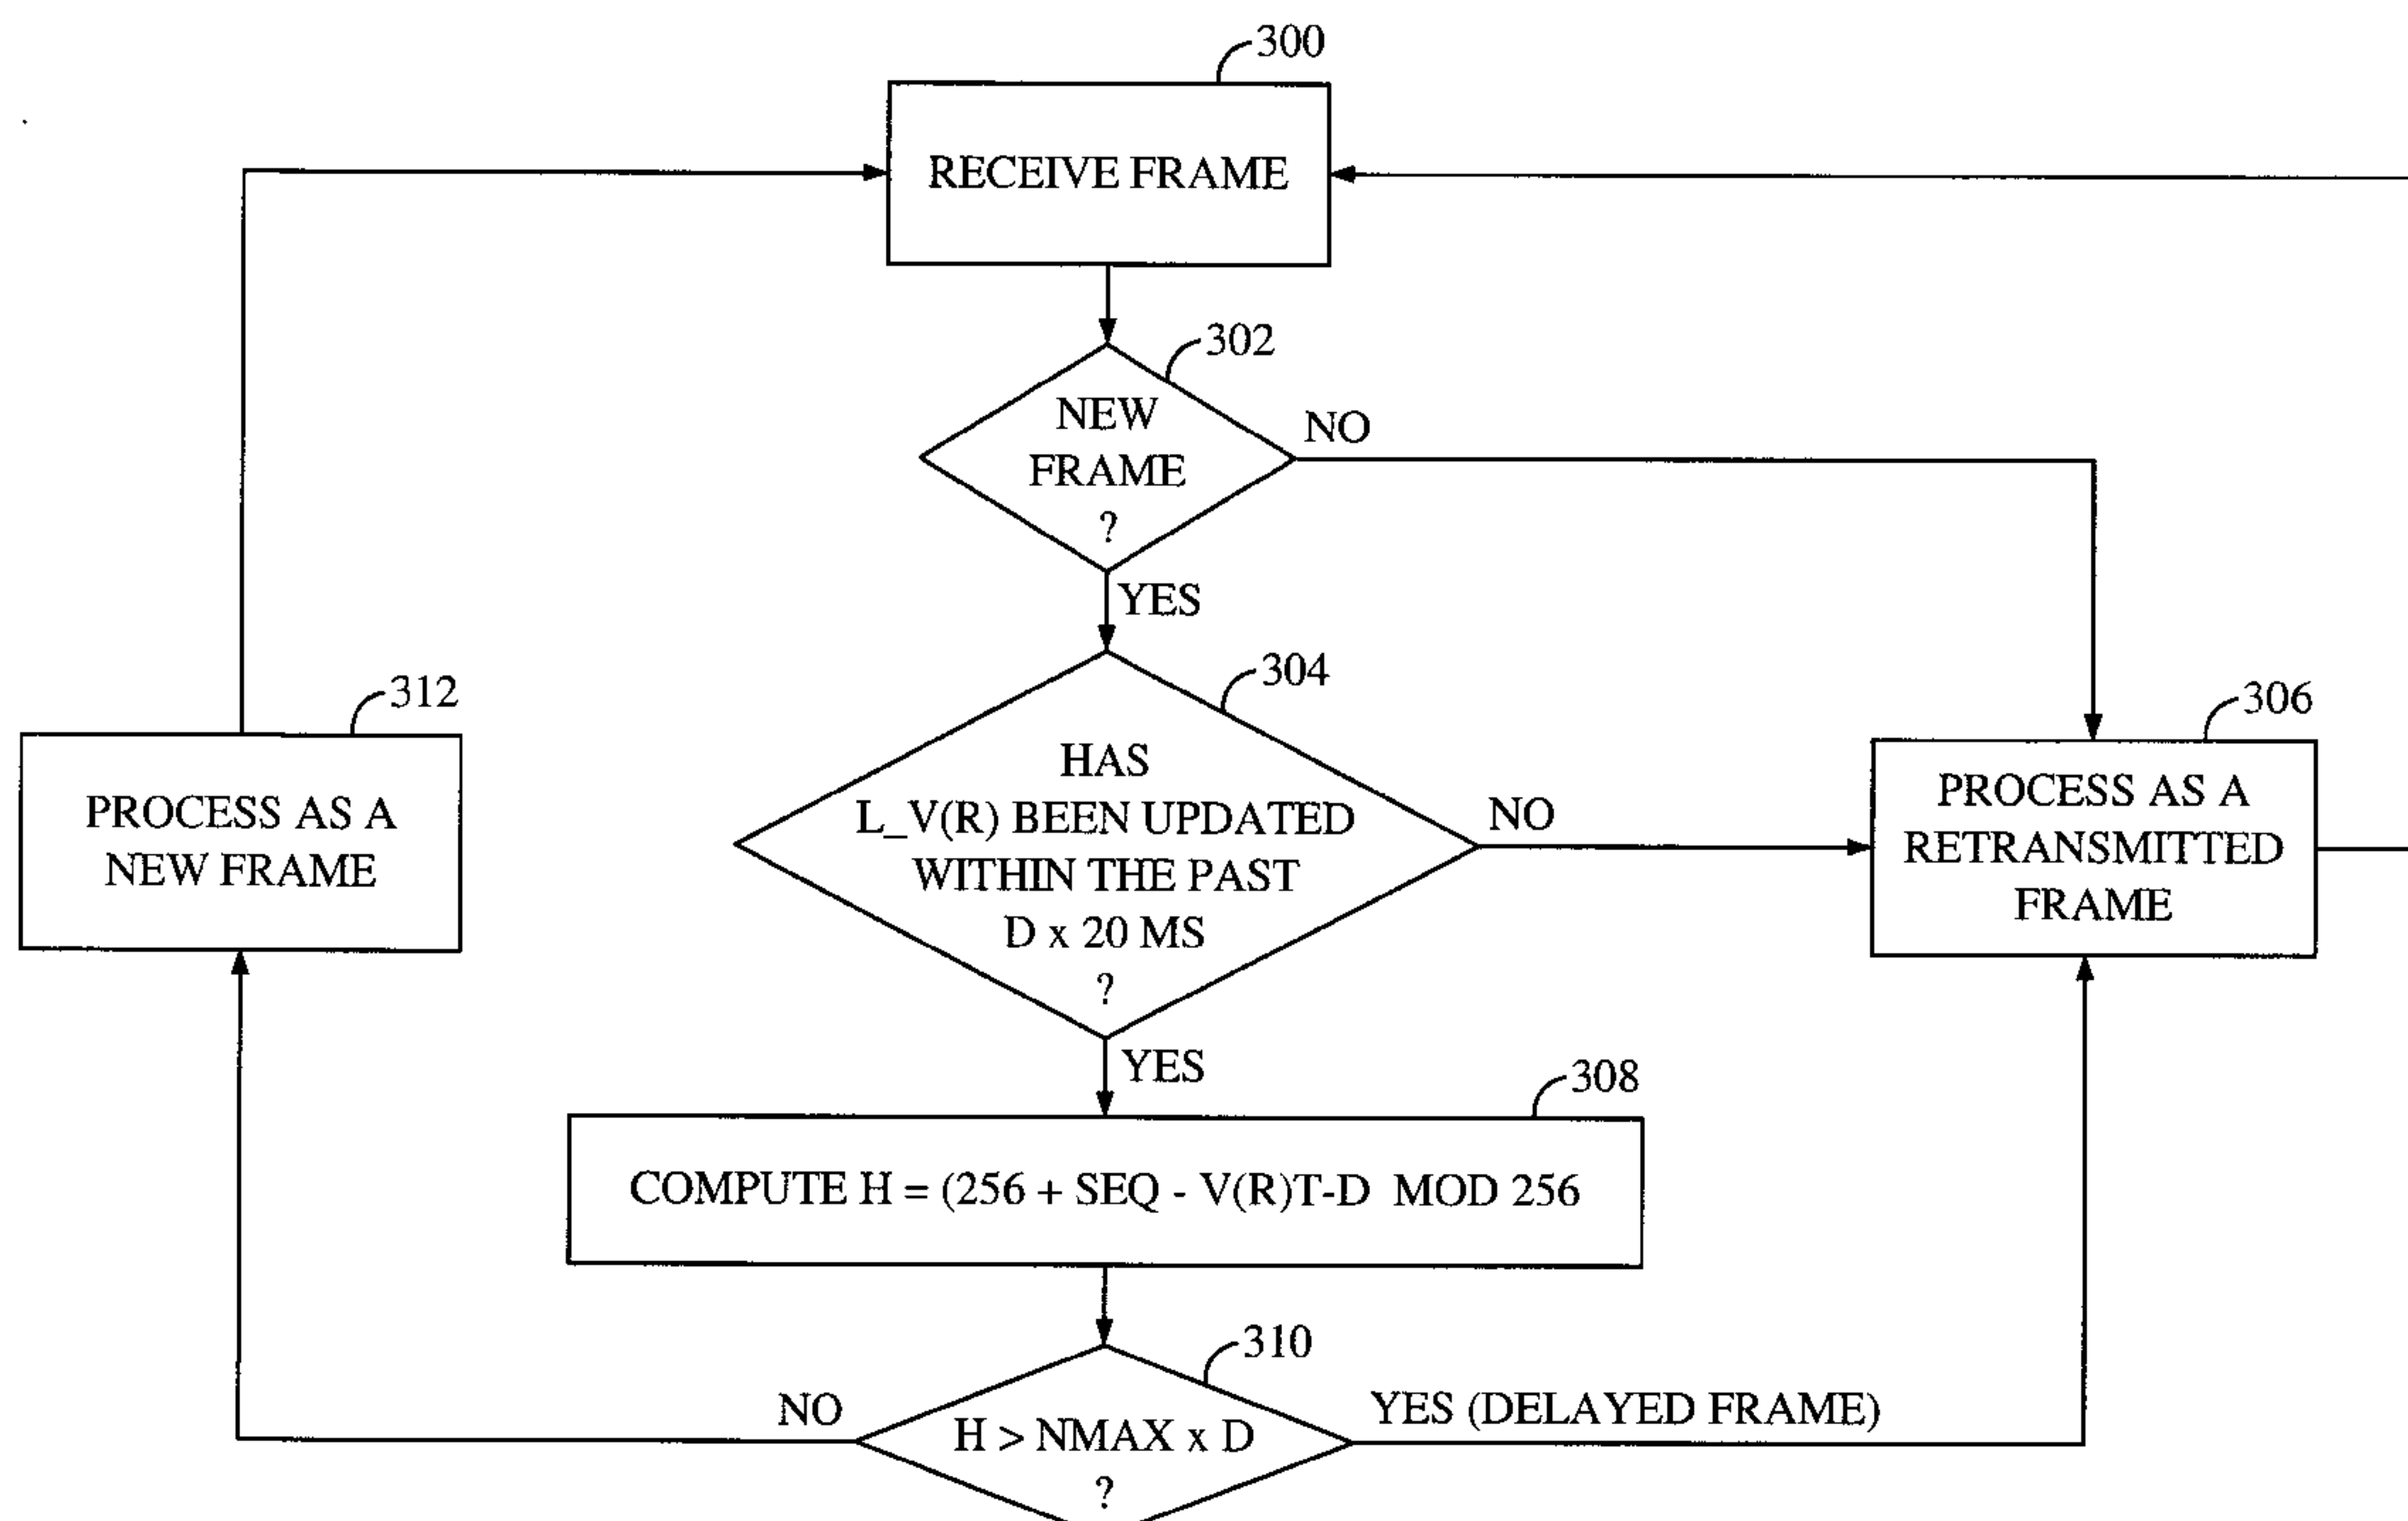 300
RECEIVE FRAME
302
NEW
FRAME
?
NO
YES
304
HAS
L_V(R) BEEN UPDATED
WITHIN THE PAST
D x 20 MS
?
NO
YES
312
PROCESS AS A
NEW FRAME
306
PROCESS AS A
RETRANSMITTED
FRAME
308
COMPUTE H = (256 + SEQ - V(R)T-D MOD 256
310
H > NMAX x D
?
NO
YES (DELAYED FRAME)